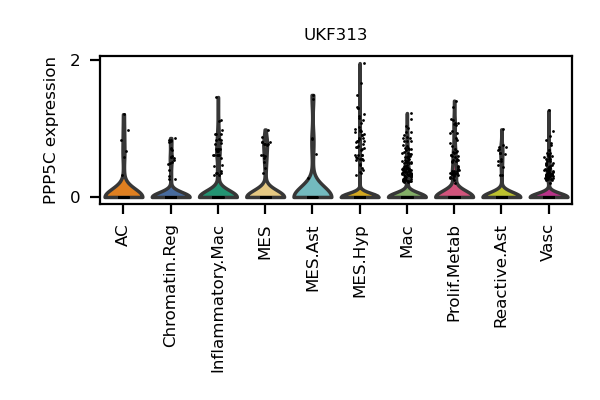 UKF313
PPP5C expression
2
0
AC
Chromatin.Reg
Inflammatory.Mac
MES
MES.Ast
MES.Hyp
Mac
Prolif.Metab
Reactive.Ast
Vasc